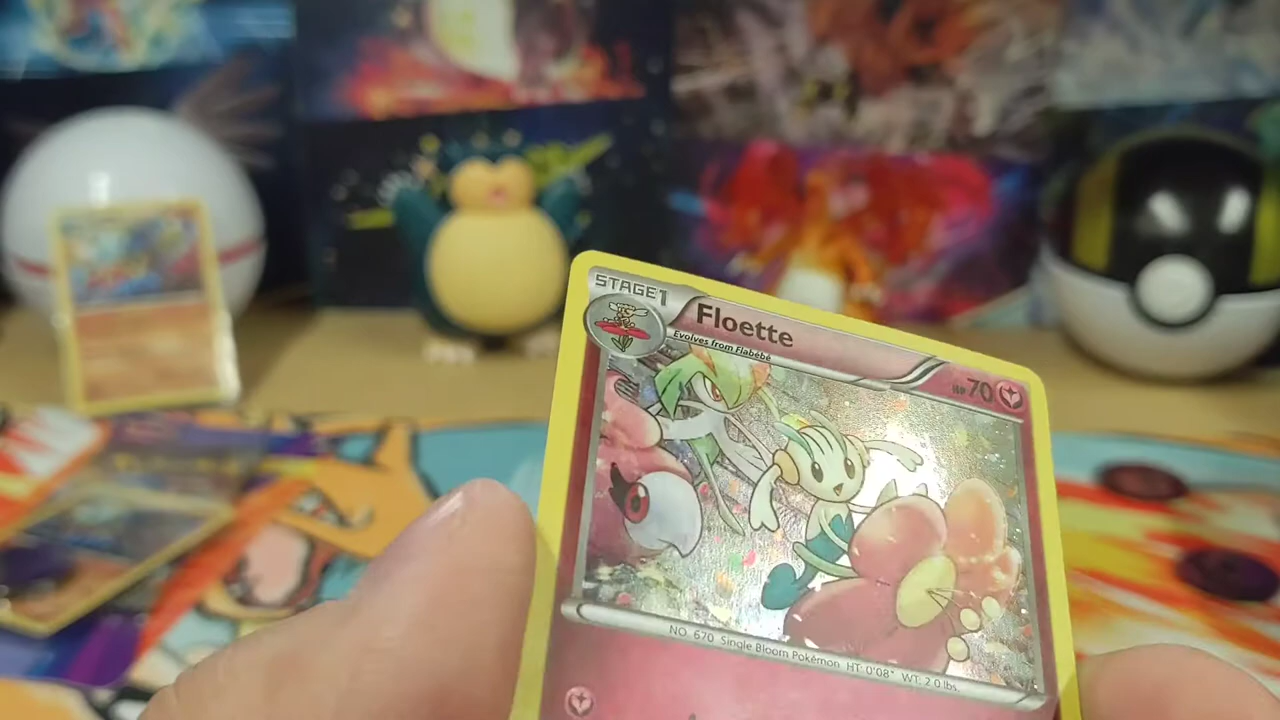 STAGE1
Floette
Evolves from Flabébé
HP70
NO. 670 Single Bloom Pokémon HT: 0'08" WT: 2.0 lbs.